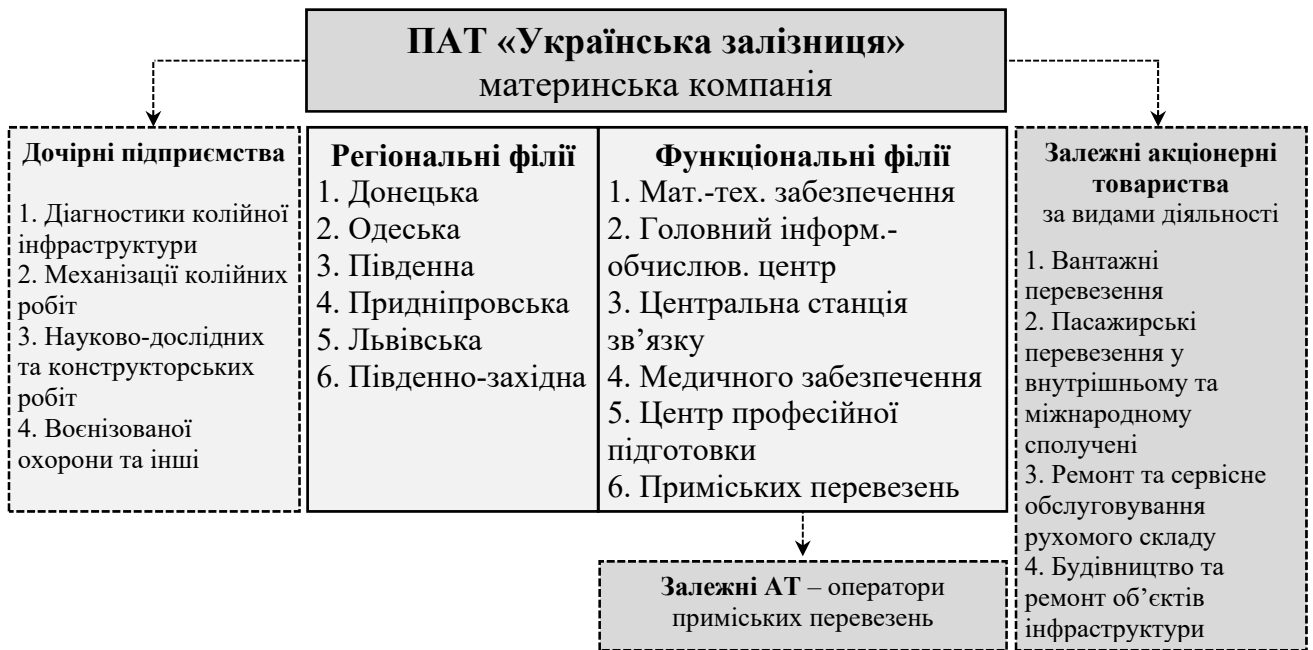 ПАТ «Українська залізниця»
материнська компанія
Дочірні підприємства
1. Діагностики колійної
інфраструктури
2. Механізації колійних
робіт
3. Науково-дослідних
та конструкторських
робіт
4. Воєнізованої
охорони та інші
Регіональні філії
1. Донецька
2. Одеська
3. Південна
4. Придніпровська
5. Львівська
6. Південно-західна
Функціональні філії
1. Мат.-тех. забезпечення
2. Головний інформ.-
обчислюв. центр
3. Центральна станція
зв’язку
4. Медичного забезпечення
5. Центр професійної
підготовки
6. Приміських перевезень
Залежні АТ – оператори
приміських перевезень
Залежні акціонерні
товариства
за видами діяльності
1. Вантажні
перевезення
2. Пасажирські
перевезення у
внутрішньому та
міжнародному
сполучені
3. Ремонт та сервісне
обслуговування
рухомого складу
4. Будівництво та
ремонт об’єктів
інфраструктури